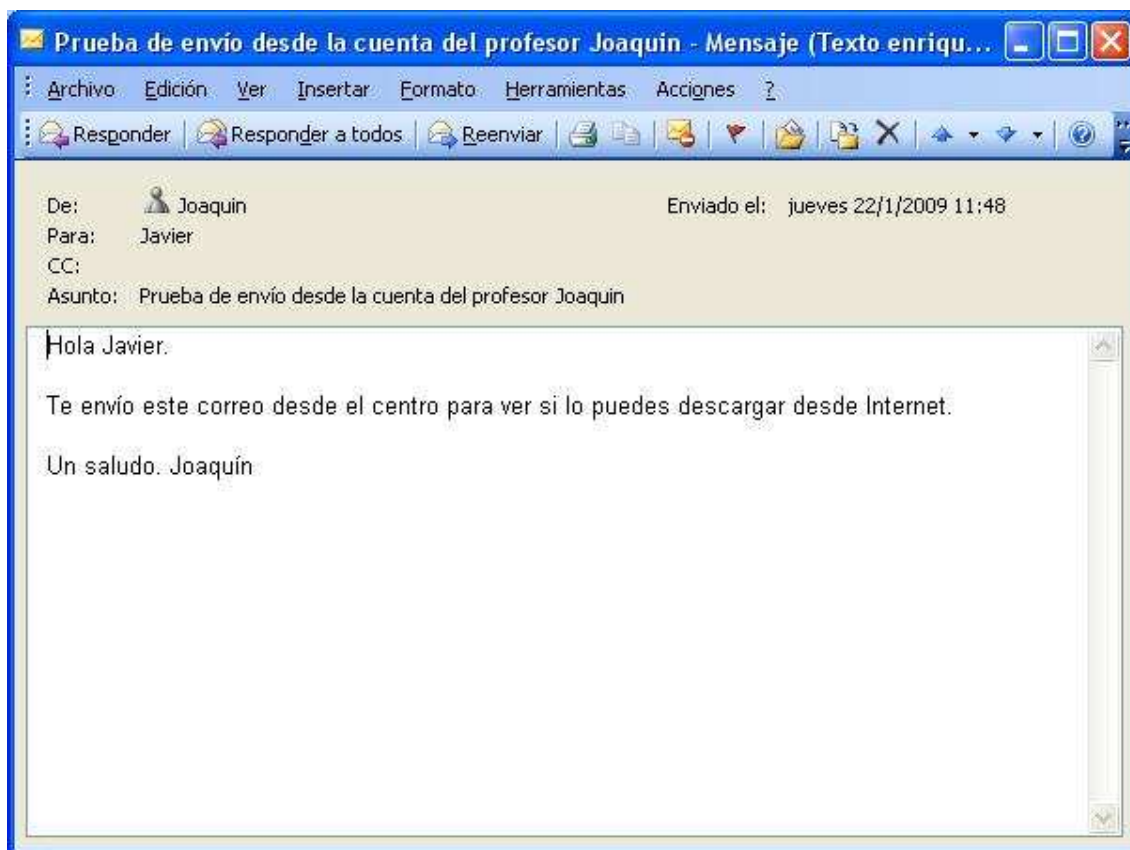 Prueba de envío desde la cuenta del profesor Joaquin - Mensaje (Texto enriqu...
Archivo Edición Ver Insertar Formato Herramientas Acciones ?
Responder Responder a todos Reenviar
De: Joaquin Enviado el: jueves 22/1/2009 11:48
Para: Javier
CC:
Asunto: Prueba de envío desde la cuenta del profesor Joaquin
Hola Javier.
Te envío este correo desde el centro para ver si lo puedes descargar desde Internet.
Un saludo. Joaquín